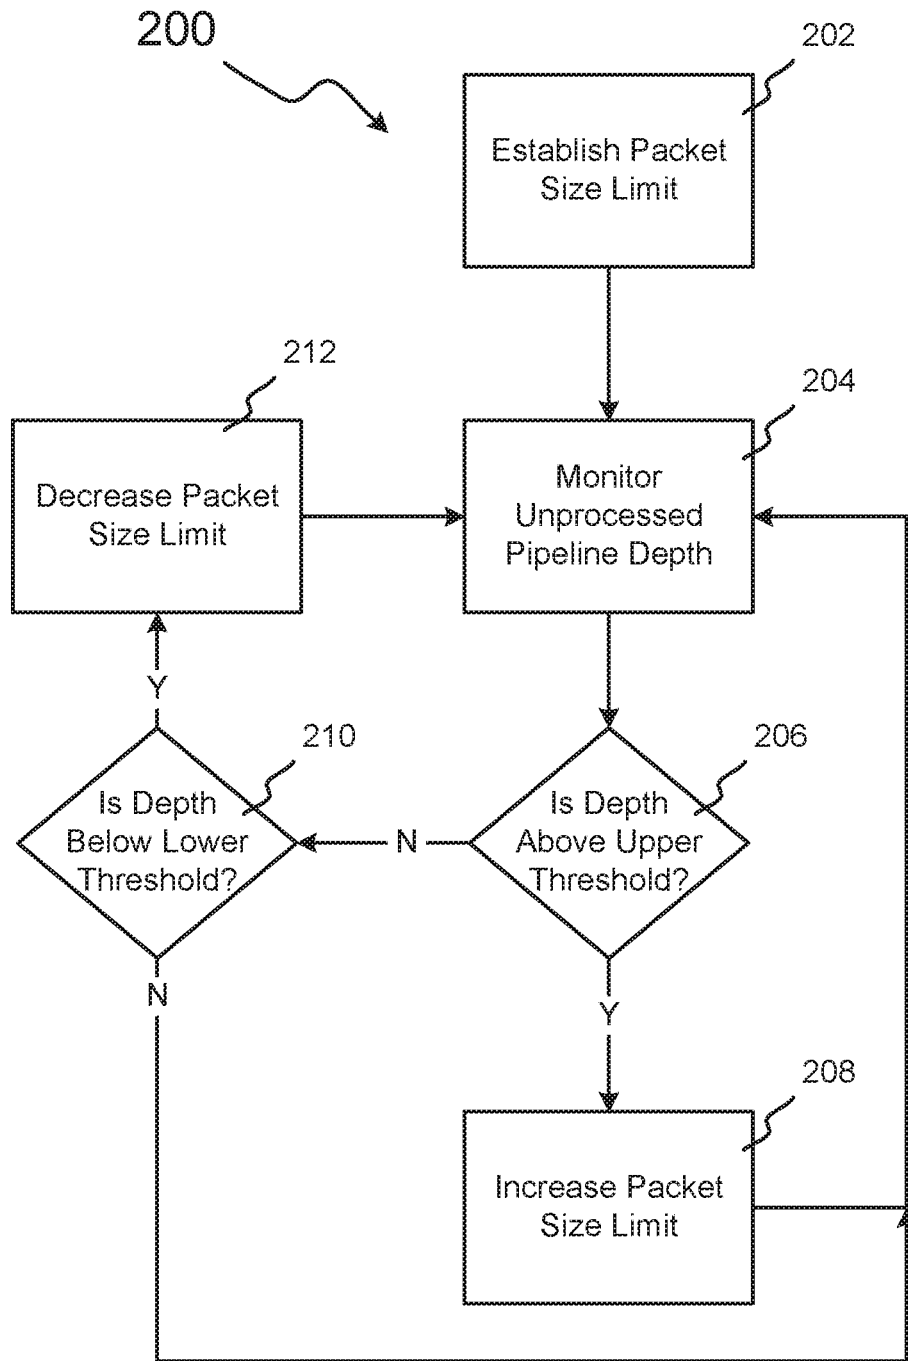 200
202
Establish Packet
Size Limit
212
204
Decrease Packet
Size Limit
Monitor
Unprocessed
Pipeline Depth
Y
210
206
Is Depth
Below Lower
Threshold?
N
Is Depth
Above Upper
Threshold?
N
Y
208
Increase Packet
Size Limit